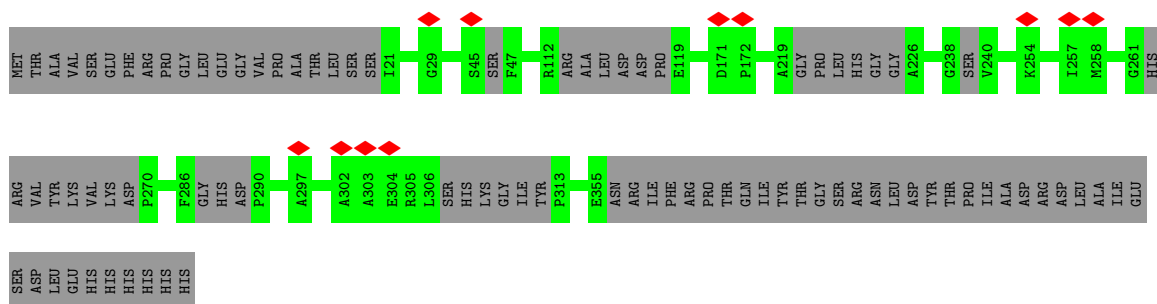 MET THR ALA VAL SER GLU PHE ARG PRO GLY LEU GLU GLY VAL PRO ALA THR LEU SER SER I21 G29 S45 SER F47 R112 ARG ALA LEU ASP ASP PRO E119 D171 P172 A219 GLY PRO LEU HIS GLY GLY A226 G238 SER V240 K254 I257 M258 G261 HIS
ARG VAL TYR LYS VAL LYS ASP P270 F286 GLY HIS ASP P290 A297 A302 A303 E304 R305 L306 SER HIS LYS GLY ILE TYR P313 E355 ASN ARG ILE PHE ARG PRO THR GLN ILE TYR THR GLY SER ARG ASN LEU ASP TYR THR PRO ILE ALA ASP ARG ASP LEU ALA ILE GLU
SER ASP LEU GLU HIS HIS HIS HIS HIS HIS